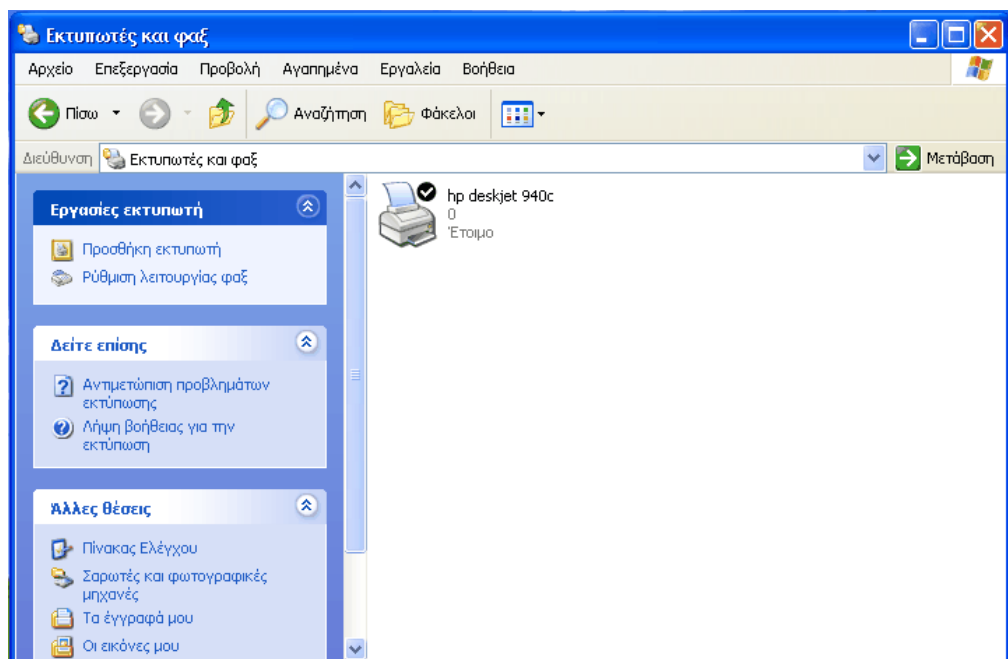 Εκτυπωτές και φαξ
Αρχείο Επεξεργασία Προβολή Αγαπημένα Εργαλεία Βοήθεια
Πίσω Αναζήτηση Φάκελοι
Διεύθυνση Εκτυπωτές και φαξ Μετάβαση
Εργασίες εκτυπωτή
Προσθήκη εκτυπωτή
Ρύθμιση λειτουργίας φαξ
Δείτε επίσης
Αντιμετώπιση προβλημάτων
εκτύπωσης
Λήψη βοήθειας για την
εκτύπωση
Άλλες θέσεις
Πίνακας Ελέγχου
Σαρωτές και φωτογραφικές
μηχανές
Τα έγγραφά μου
Οι εικόνες μου
hp deskjet 940c
0
Έτοιμο